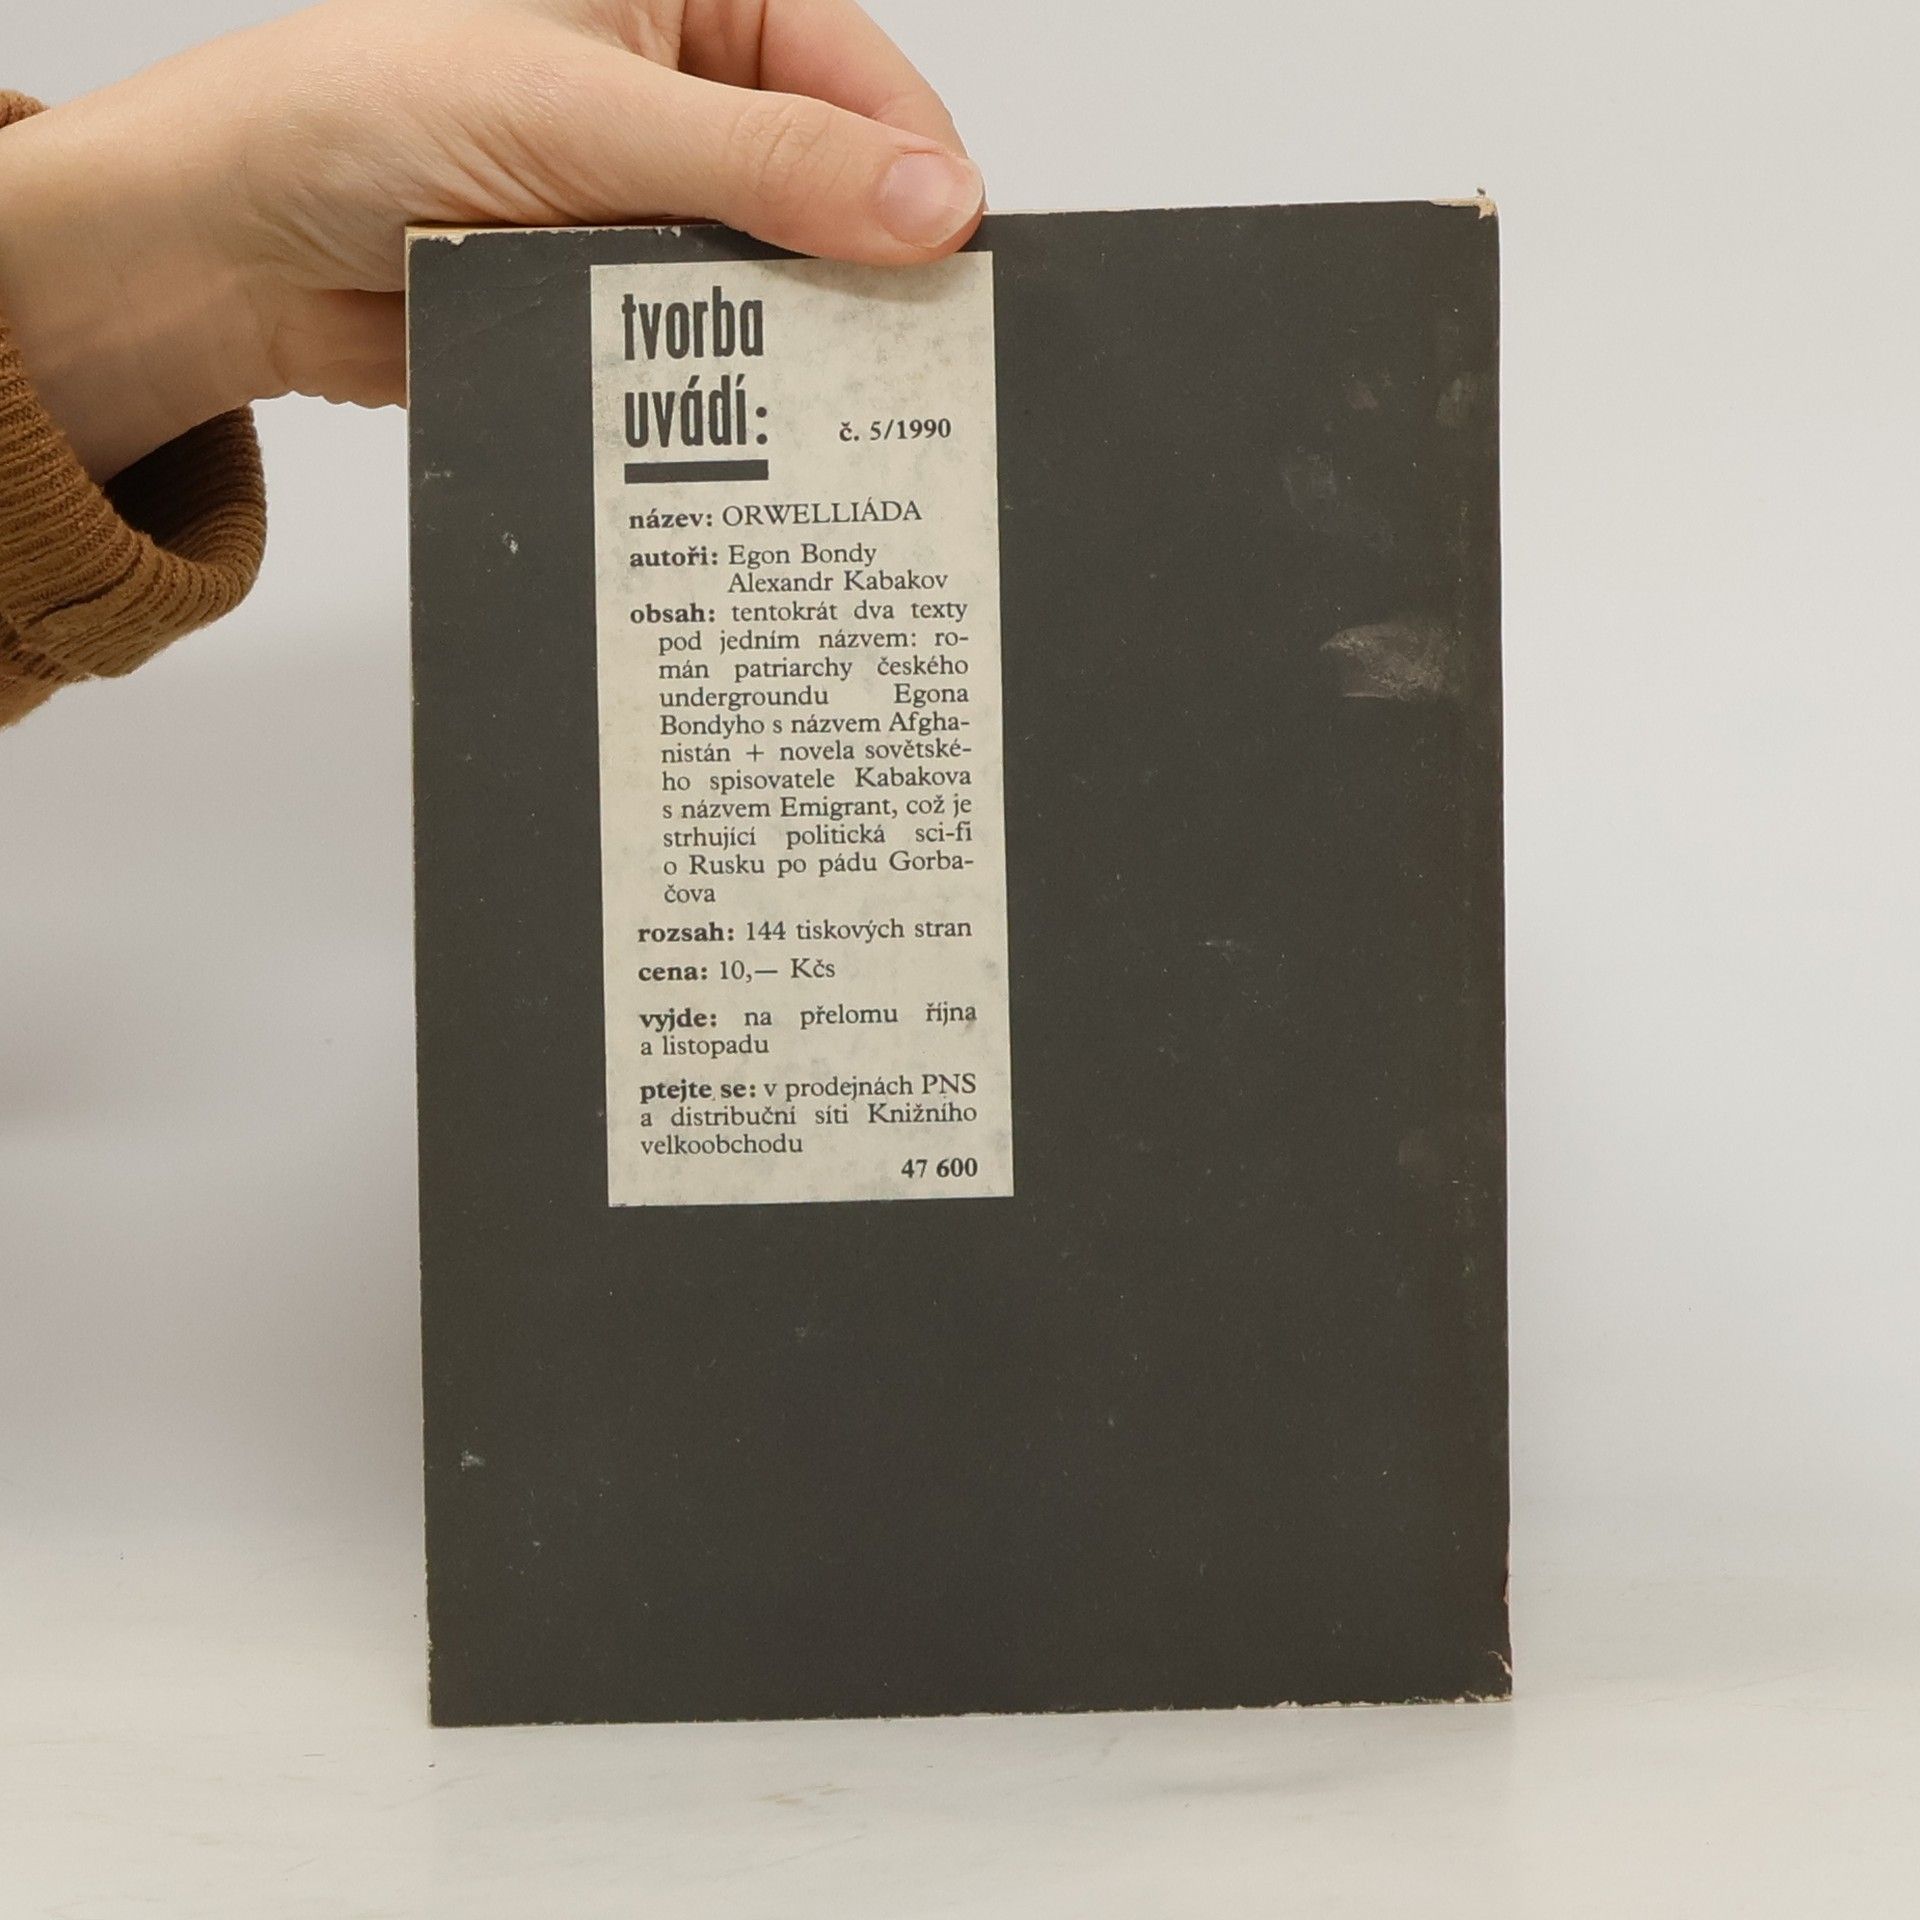 tvorba
uvádí:
č. 5/1990
název: ORWELLIÁDA
autoři: Egon Bondy
Alexandr Kabakov
obsah: tentokrát dva texty
pod jedním názvem: ro-
mán patriarchy českého
undergroundu Egona
Bondyho s názvem Afgha-
nistán + novela sovětské-
ho spisovatele Kabakova
s názvem Emigrant, což je
strhující politická sci-fi
o Rusku po pádu Gorba-
čova
rozsah: 144 tiskových stran
cena: 10,— Kčs
vyjde: na přelomu října
a listopadu
ptejte se: v prodejnách PNS
a distribuční síti Knižního
velkoobchodu
47 600